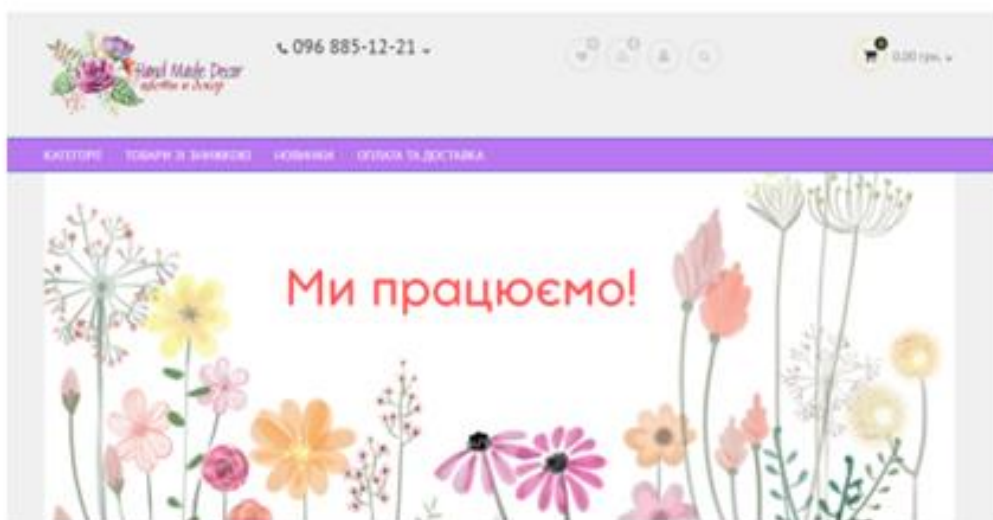 096 885-12-21
Hand Made Decor
0
0.00 грн.
КАТЕГОРІЇ ТОВАРИ ЗІ ЗНИЖКОЮ НОВИНКИ ОПЛАТА ТА ДОСТАВКА
Ми працюємо!